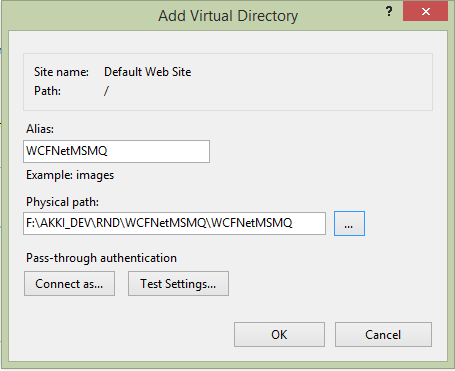 Add Virtual Directory
? x
Site name: Default Web Site
Path: /
Alias:
WCFNetMSMQ
Example: images
Physical path:
F:\AKKI_DEV\RND\WCFNetMSMQ\WCFNetMSMQ ...
Pass-through authentication
Connect as... Test Settings...
OK Cancel